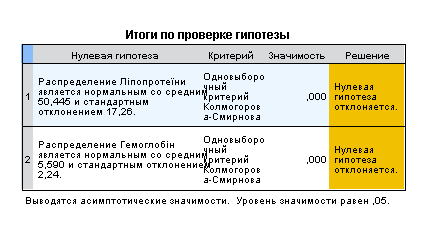 Итоги по проверке гипотезы
Нулевая гипотеза Критерий Значимость Решение
1
Распределение Ліпопротеїни
является нормальным со средним
50,445 и стандартным
отклонением 17,26.
Одновыборо
чный
критерий
Колмогоров
а-Смирнова
,000
Нулевая
гипотеза
отклоняется.
2
Распределение Гемоглобін
является нормальным со средним
5,590 и стандартным отклонением
2,24.
Одновыборо
чный
критерий
Колмогоров
а-Смирнова
,000
Нулевая
гипотеза
отклоняется.
Выводятся асимптотические значимости. Уровень значимости равен ,05.